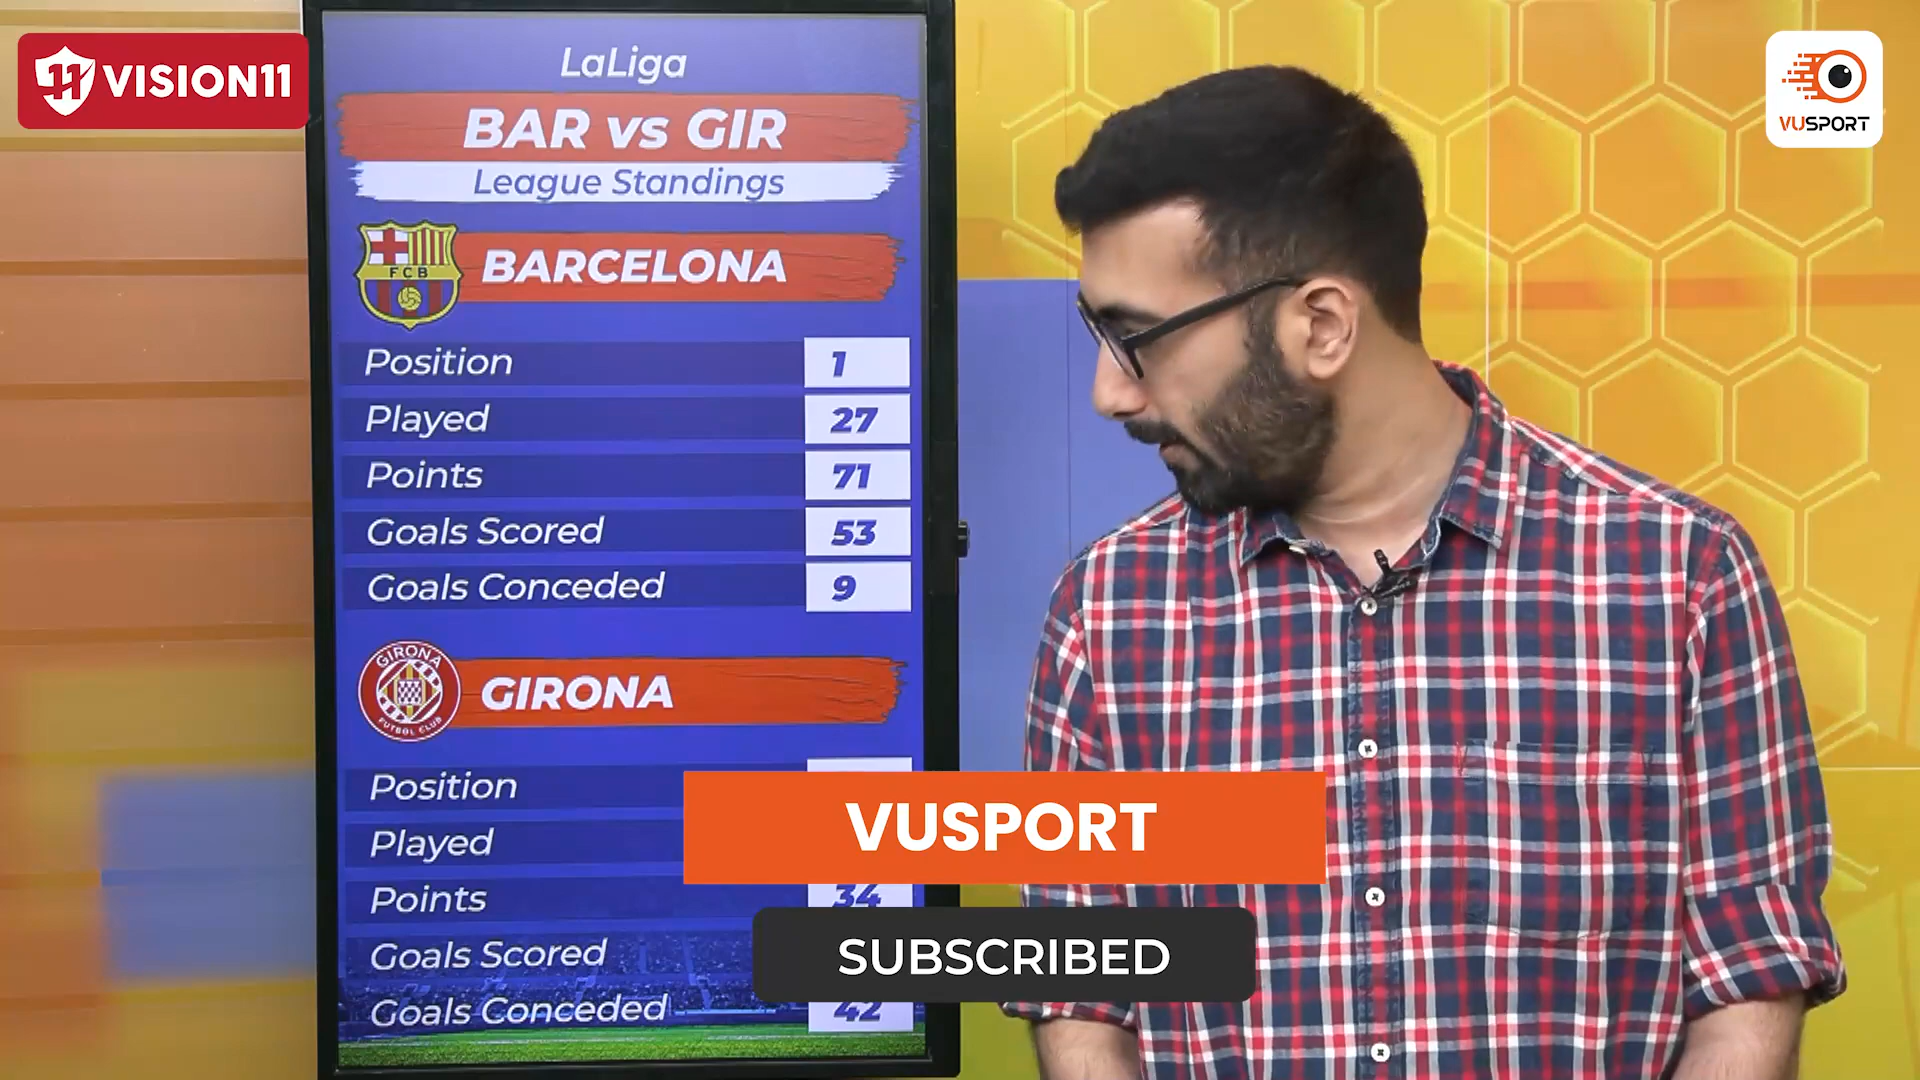 11 VISION11
VUSPORT
LaLiga
BAR vs GIR
League Standings
FCB
BARCELONA
Position 1
Played 27
Points 71
Goals Scored 53
Goals Conceded 9
GIRONA
FUTBOL CLUB
GIRONA
Position
Played
Points 34
Goals Scored
Goals Conceded 42
VUSPORT
SUBSCRIBED